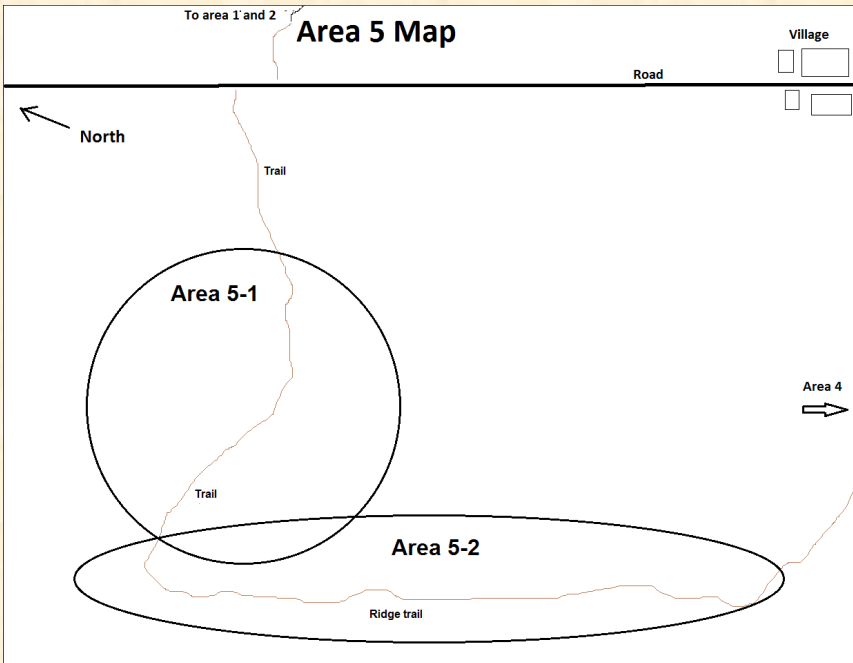 To area 1 and 2
Area 5 Map
Village
Road
North
Trail
Area 5-1
Area 4
Trail
Area 5-2
Ridge trail